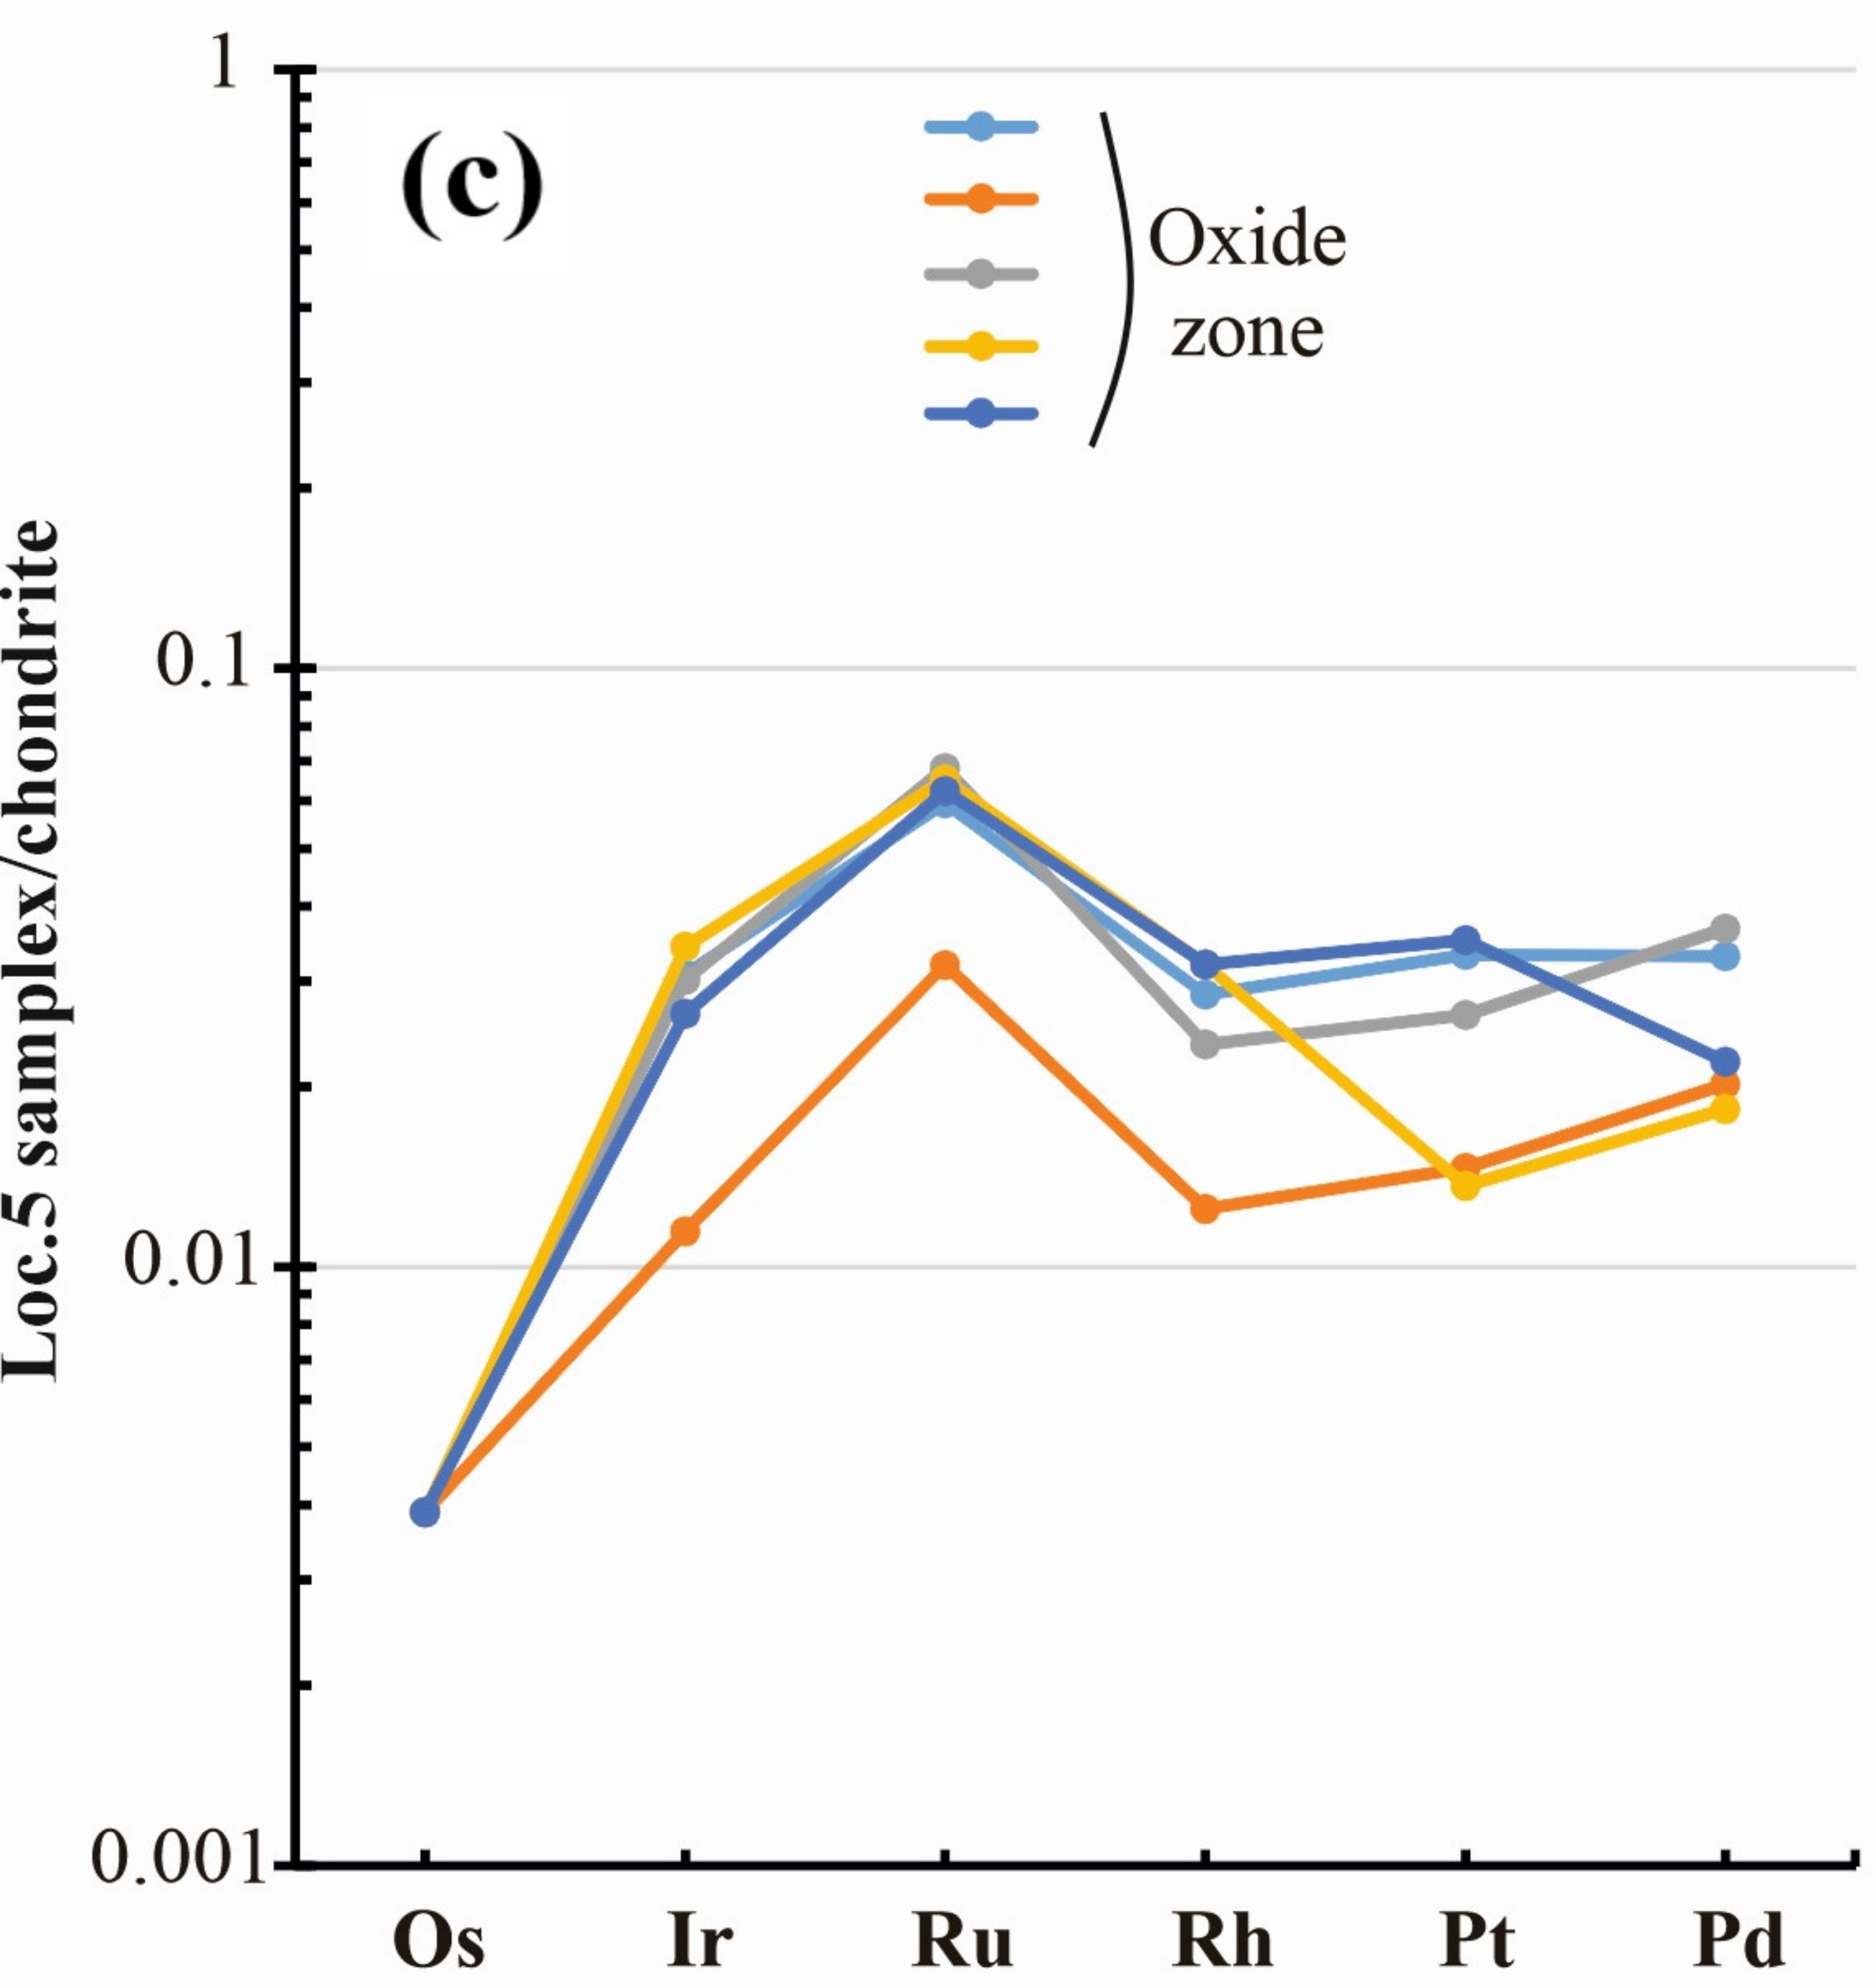 1
(c)
Oxide
zone
0.1
Loc.5 samplex/chondrite
0.01
0.001
Os Ir Ru Rh Pt Pd